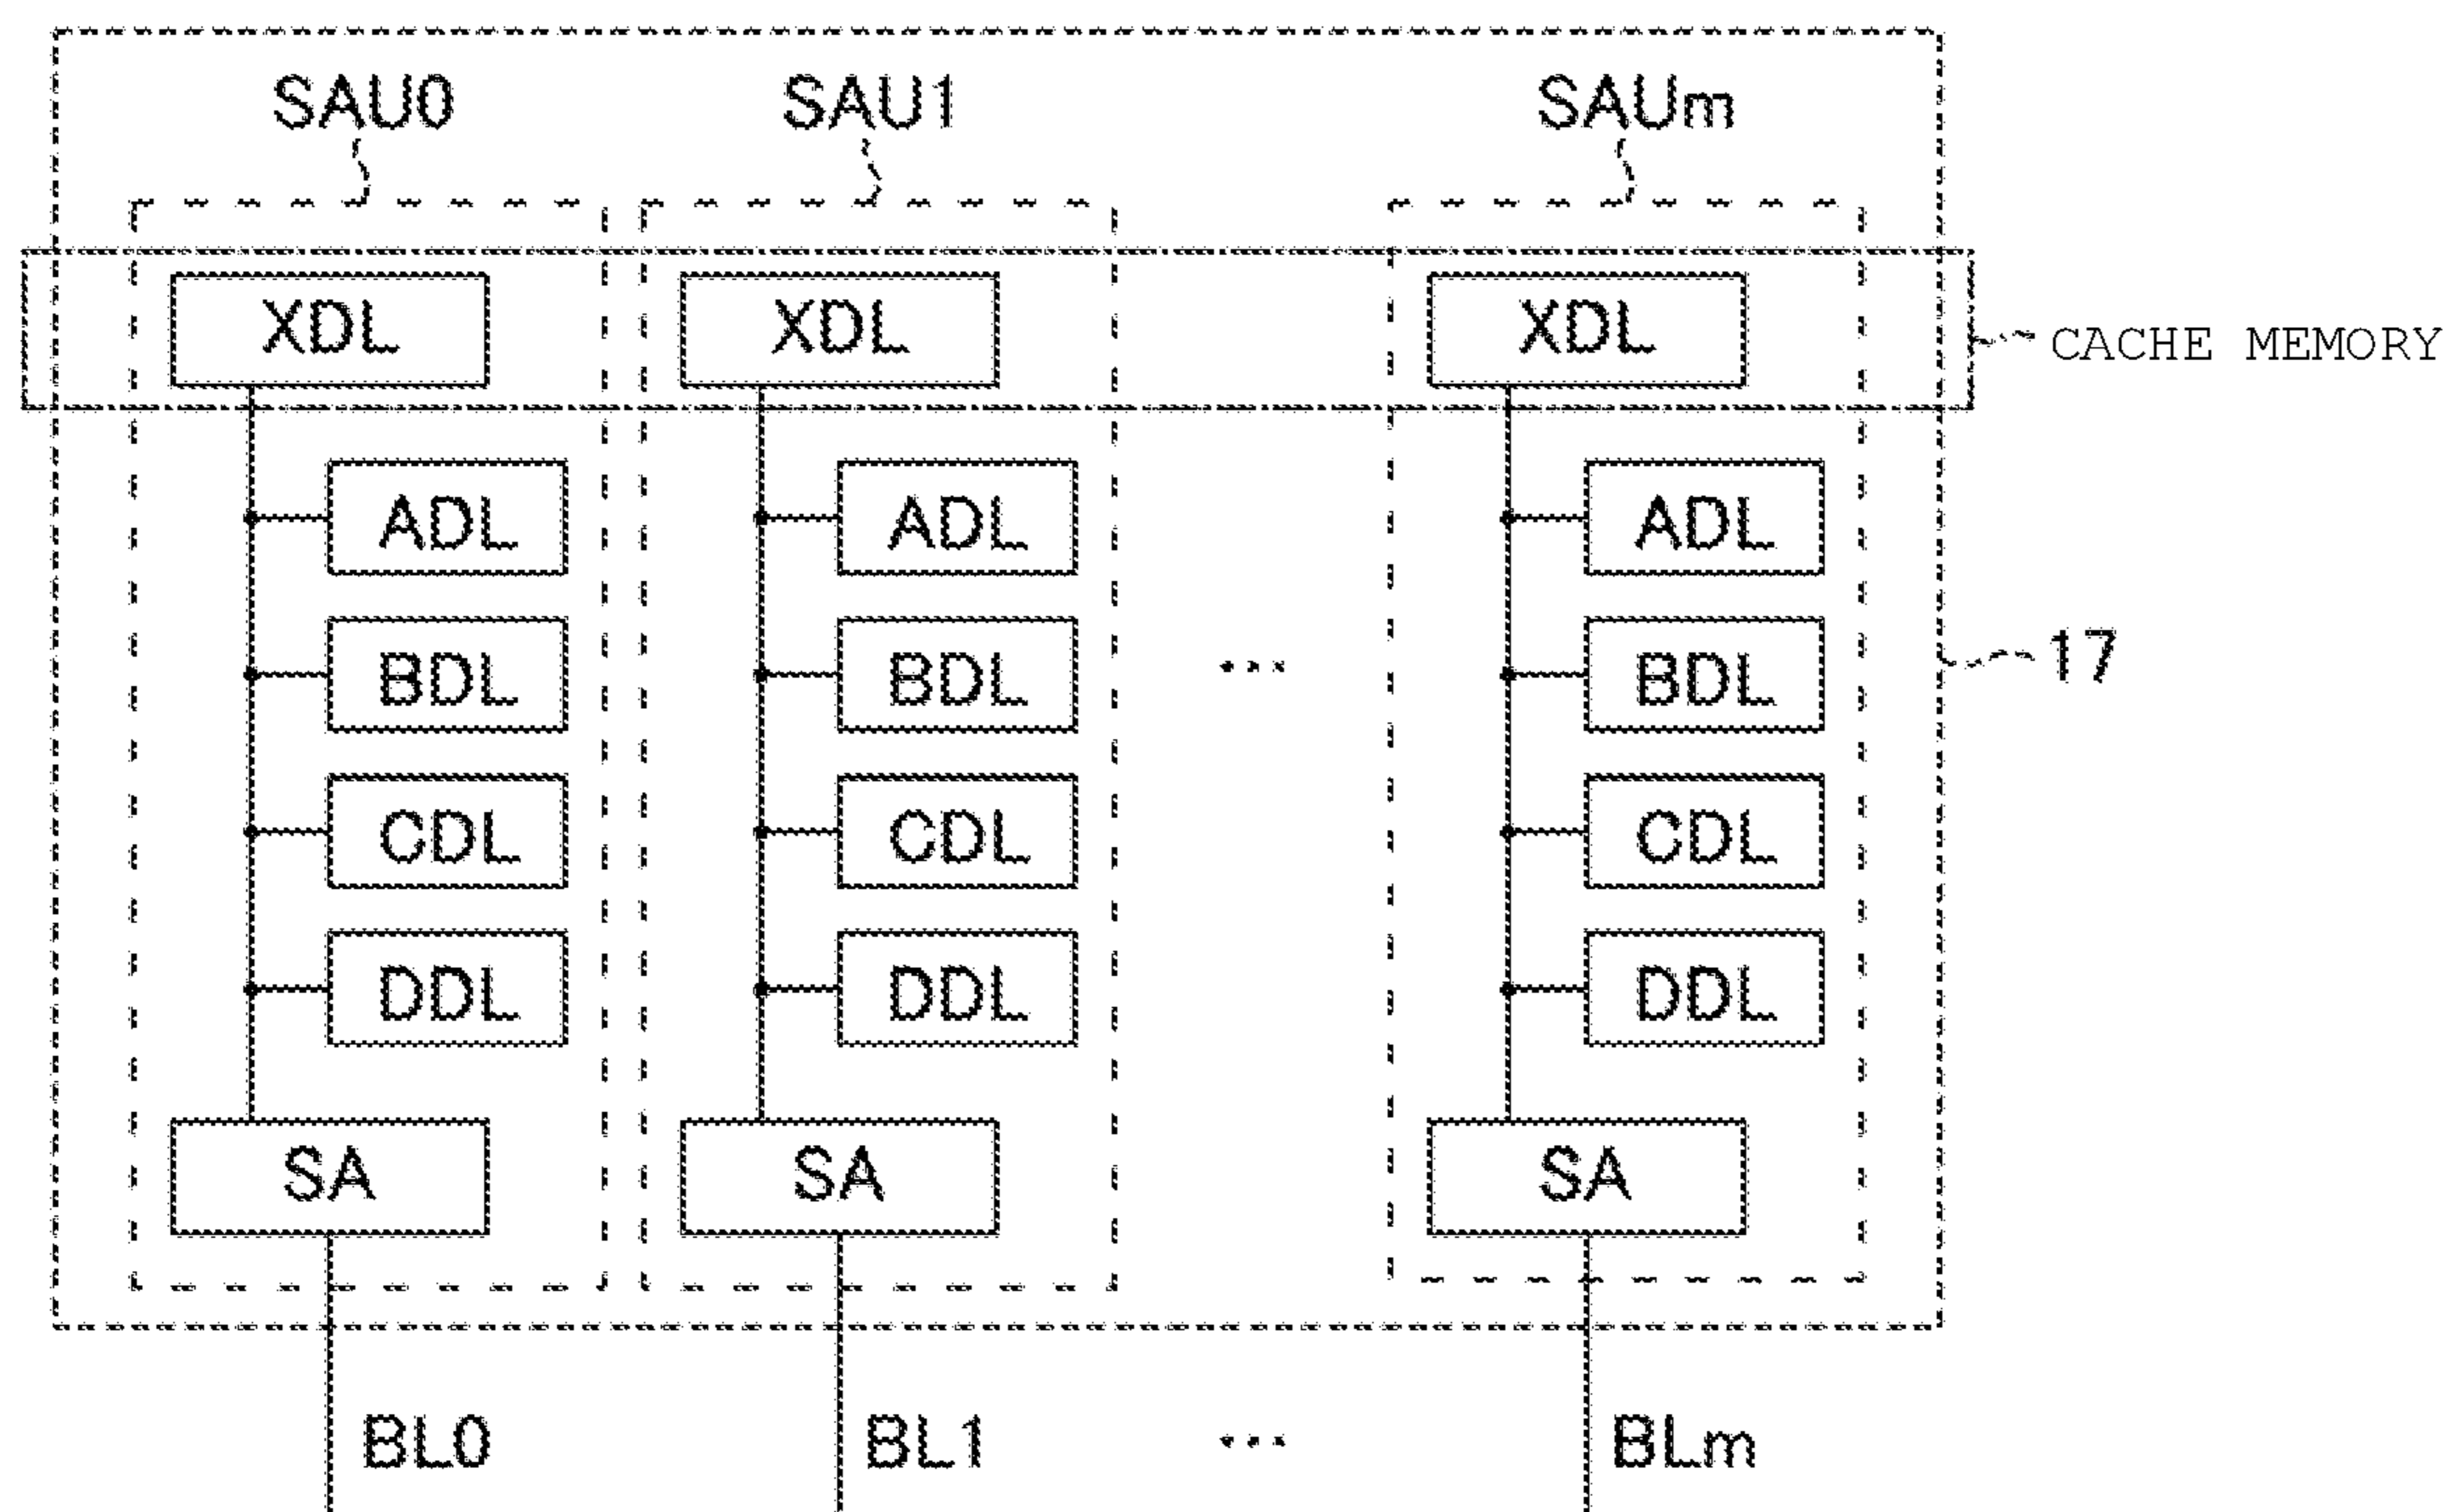 SAU0 SAU1 SAUm
XDL XDL XDL CACHE MEMORY
ADL ADL ADL
BDL BDL ... BDL 17
CDL CDL CDL
DDL DDL DDL
SA SA SA
BL0 BL1 ... BLm